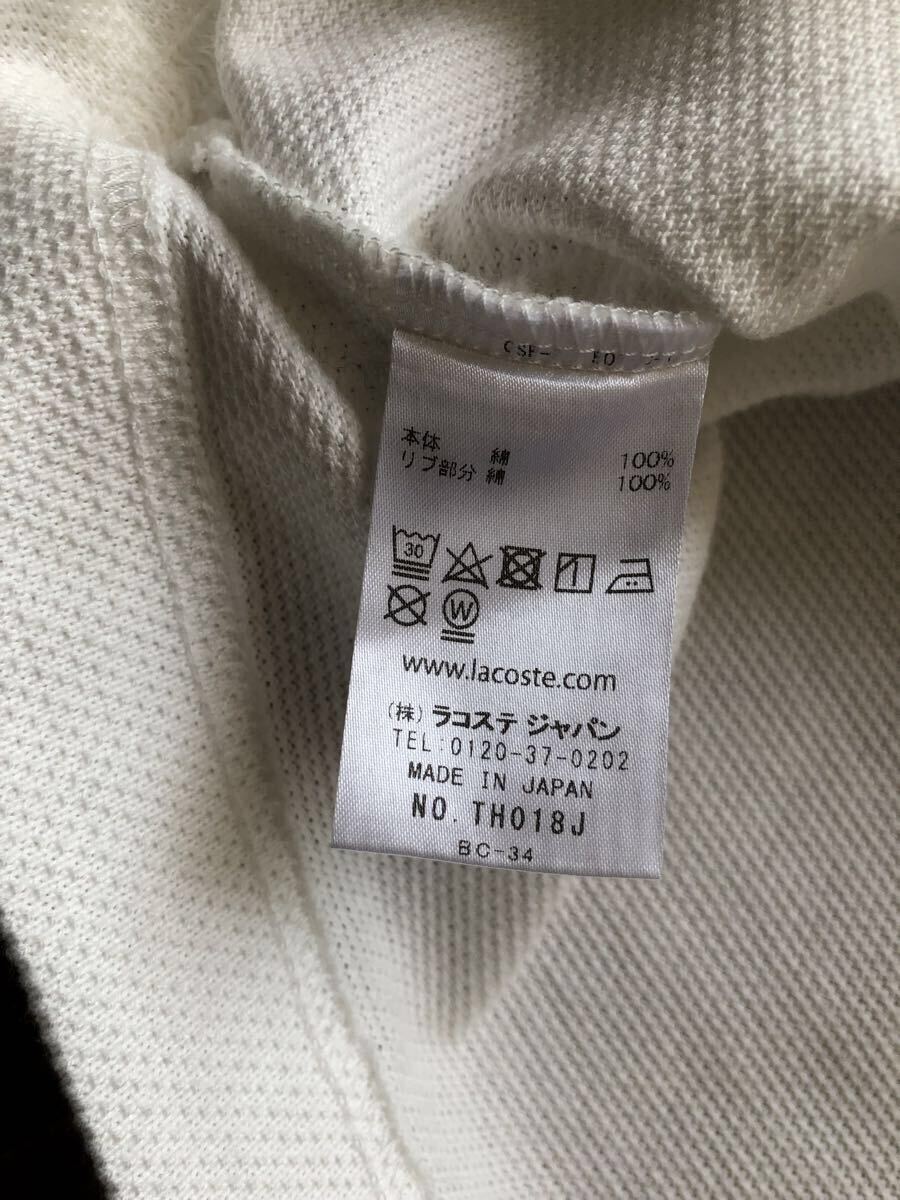 本体 綿 100%
リブ部分 綿 100%
30
W
www.lacoste.com
(株) ラコステ ジャパン
TEL:0120-37-0202
MADE IN JAPAN
NO. TH018J
BC-34